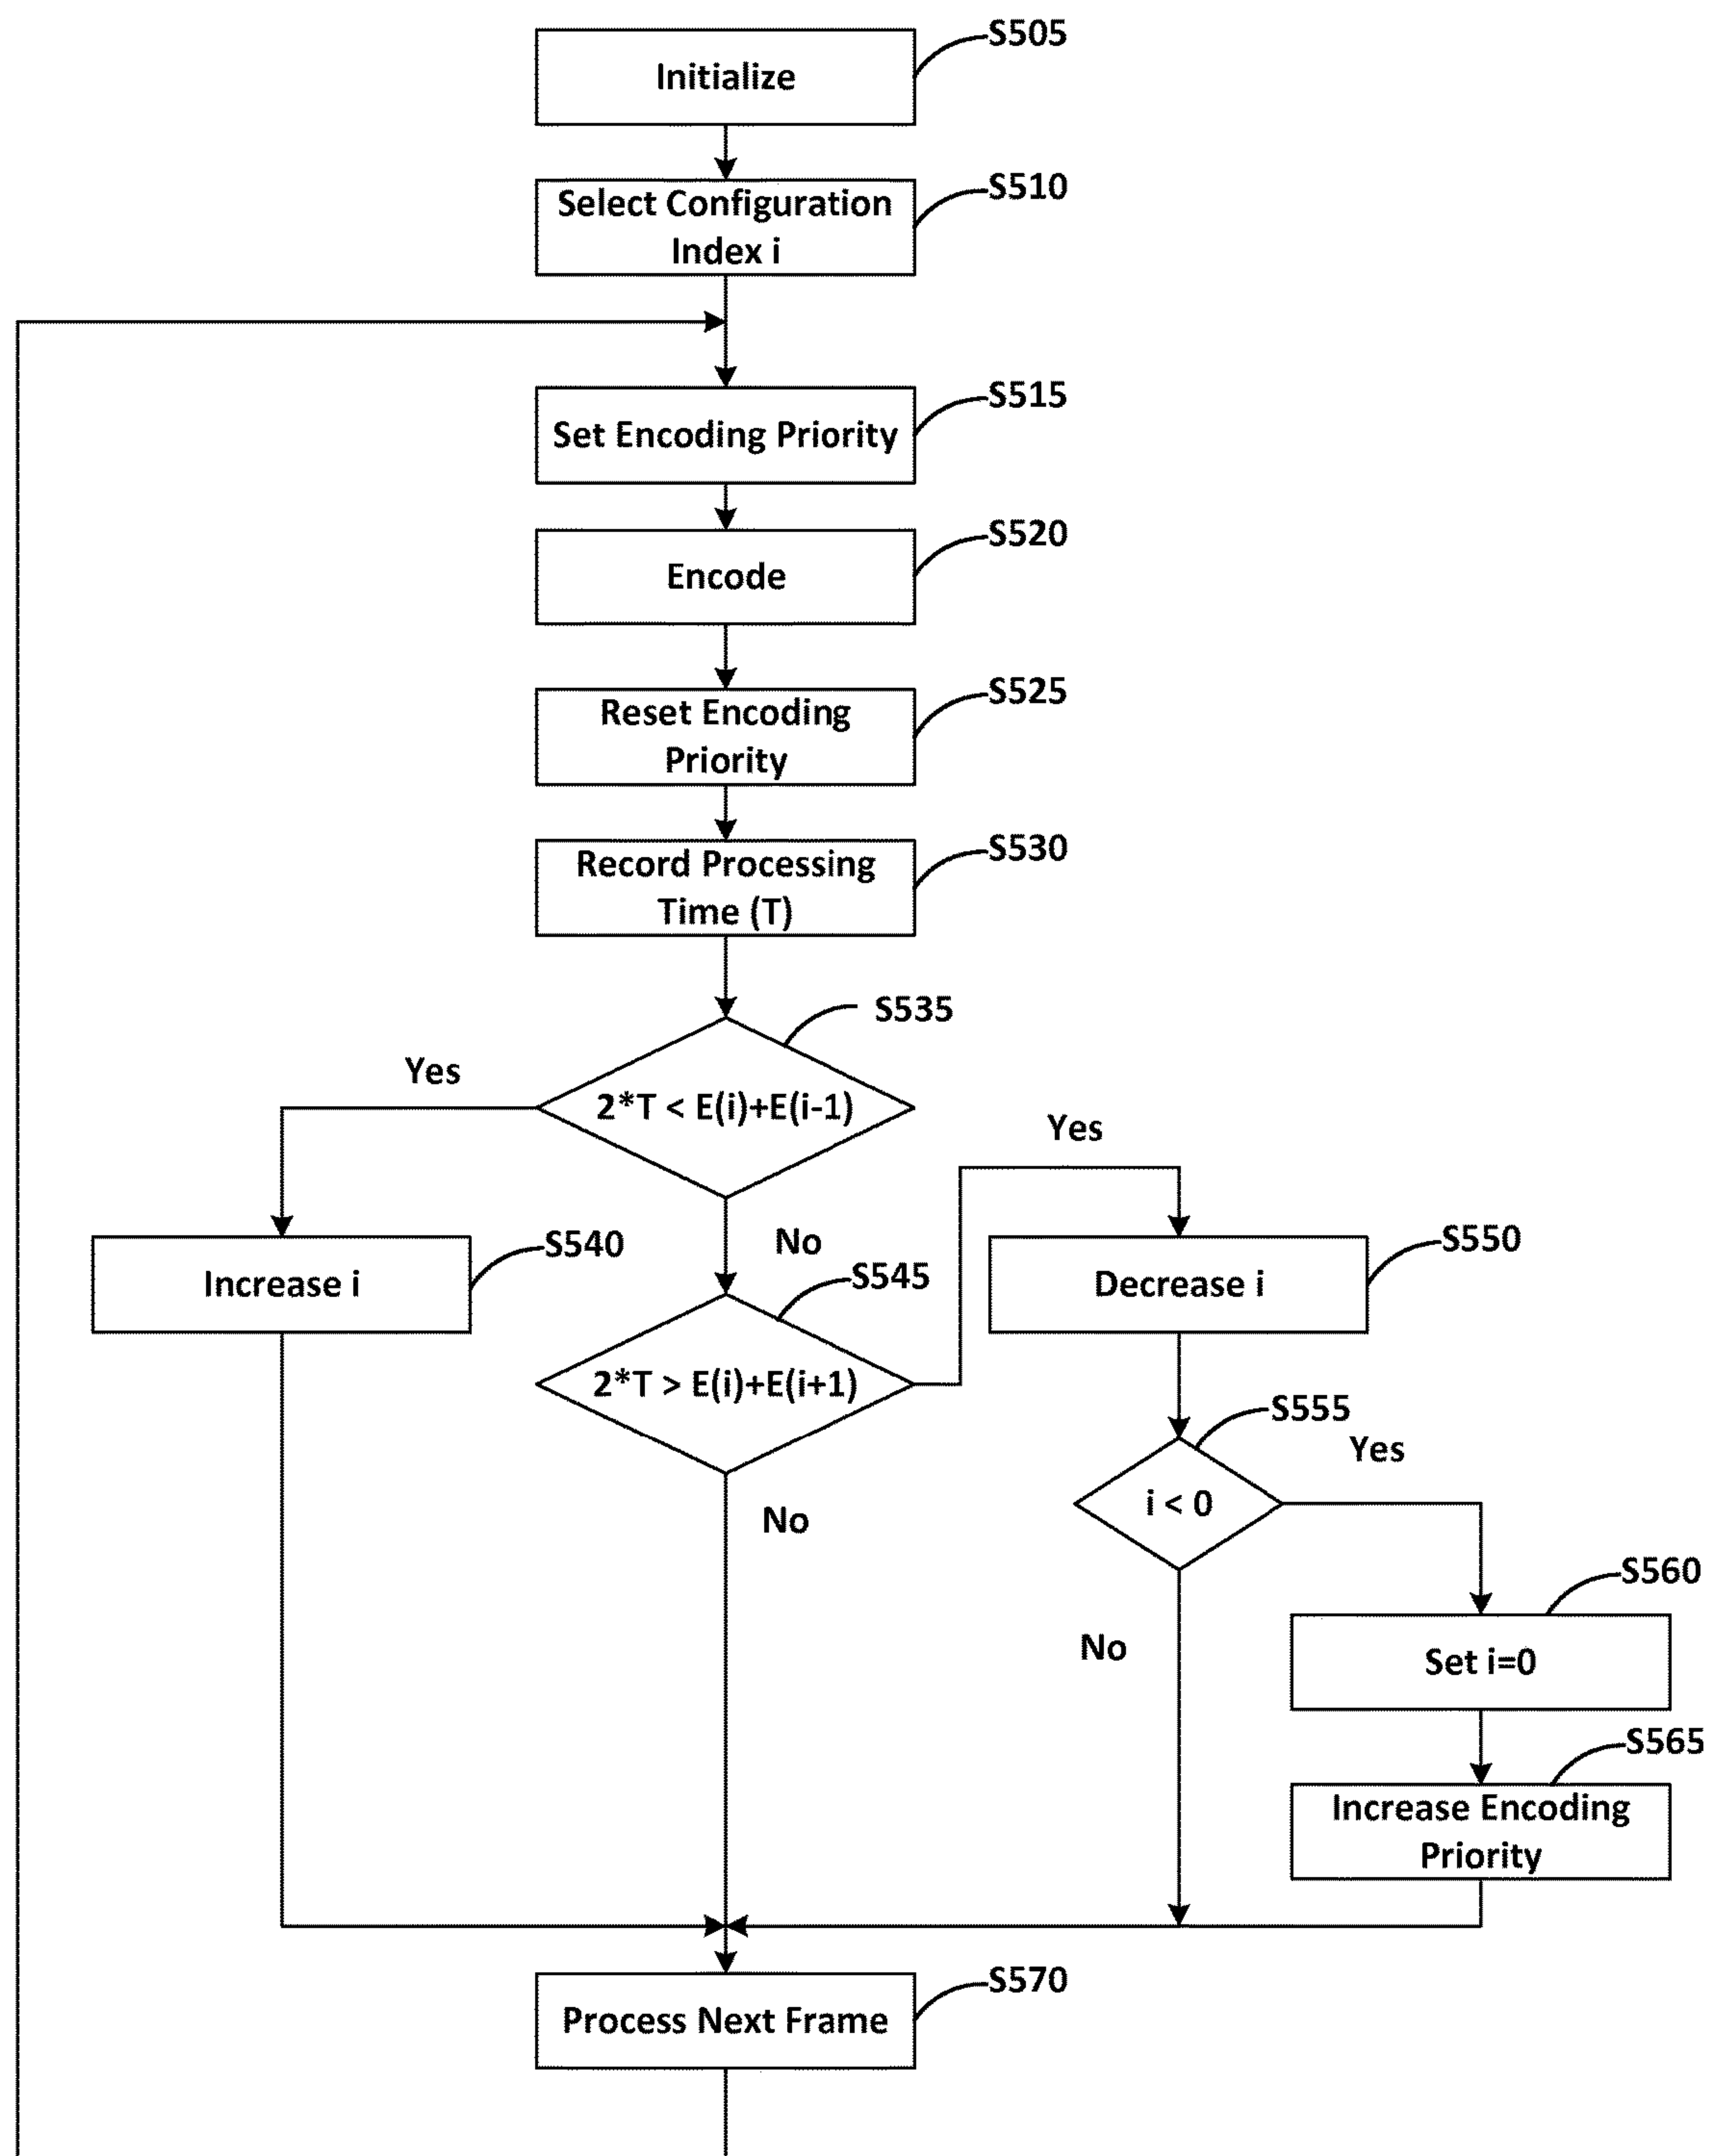 S505
Initialize
S510
Select Configuration
Index i
S515
Set Encoding Priority
S520
Encode
S525
Reset Encoding
Priority
S530
Record Processing
Time (T)
S535
Yes
2*T < E(i)+E(i-1)
Yes
No
S540
Increase i
S545
S550
Decrease i
2*T > E(i)+E(i+1)
S555
Yes
i < 0
No
S560
No
Set i=0
S565
Increase Encoding
Priority
S570
Process Next Frame